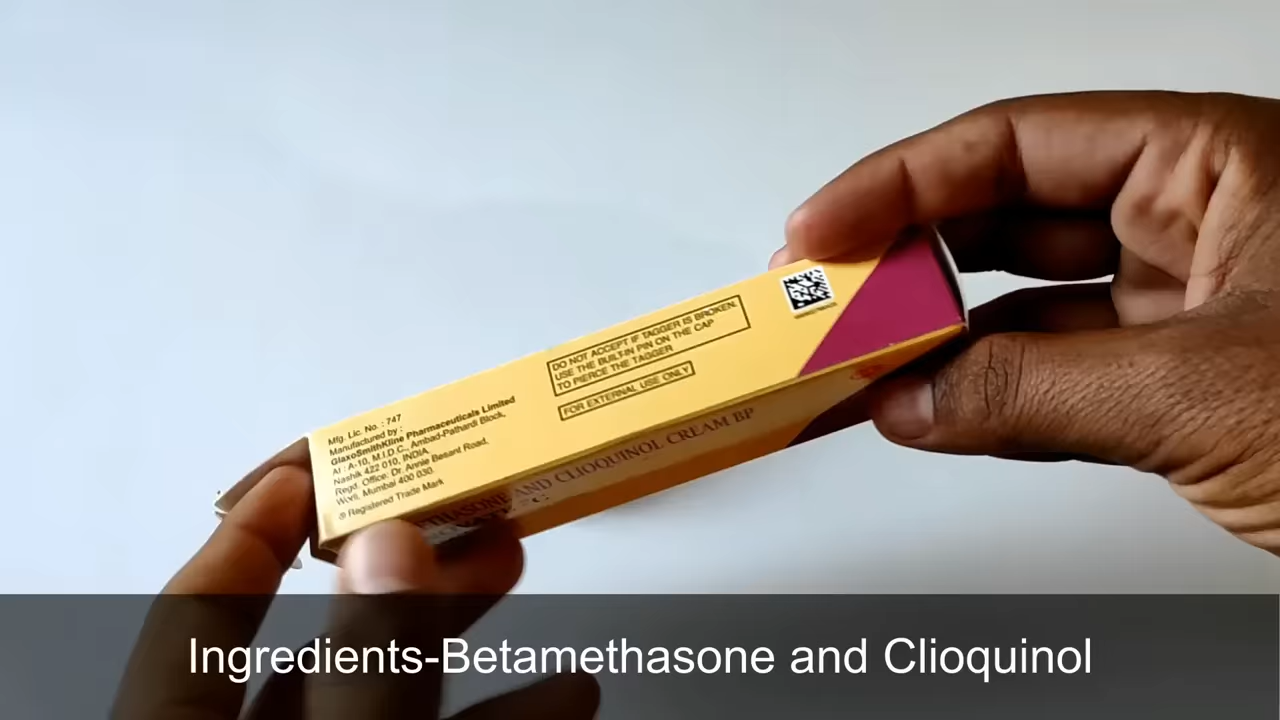 DO NOT ACCEPT IF TAGGER IS BROKEN.
USE THE BUILT-IN PIN ON THE CAP
TO PIERCE THE TAGGER
FOR EXTERNAL USE ONLY
Mfg. Lic. No. : 747
Manufactured by :
GlaxoSmithKline Pharmaceuticals Limited
At : A-10, M.I.D.C., Ambad-Pathardi Block,
Nashik 422 010, INDIA
Regd. Office: Dr. Annie Besant Road,
Worli, Mumbai 400 030.
® Registered Trade Mark
AND CLIOQUINOL CREAM BP
Ingredients-Betamethasone and Clioquinol